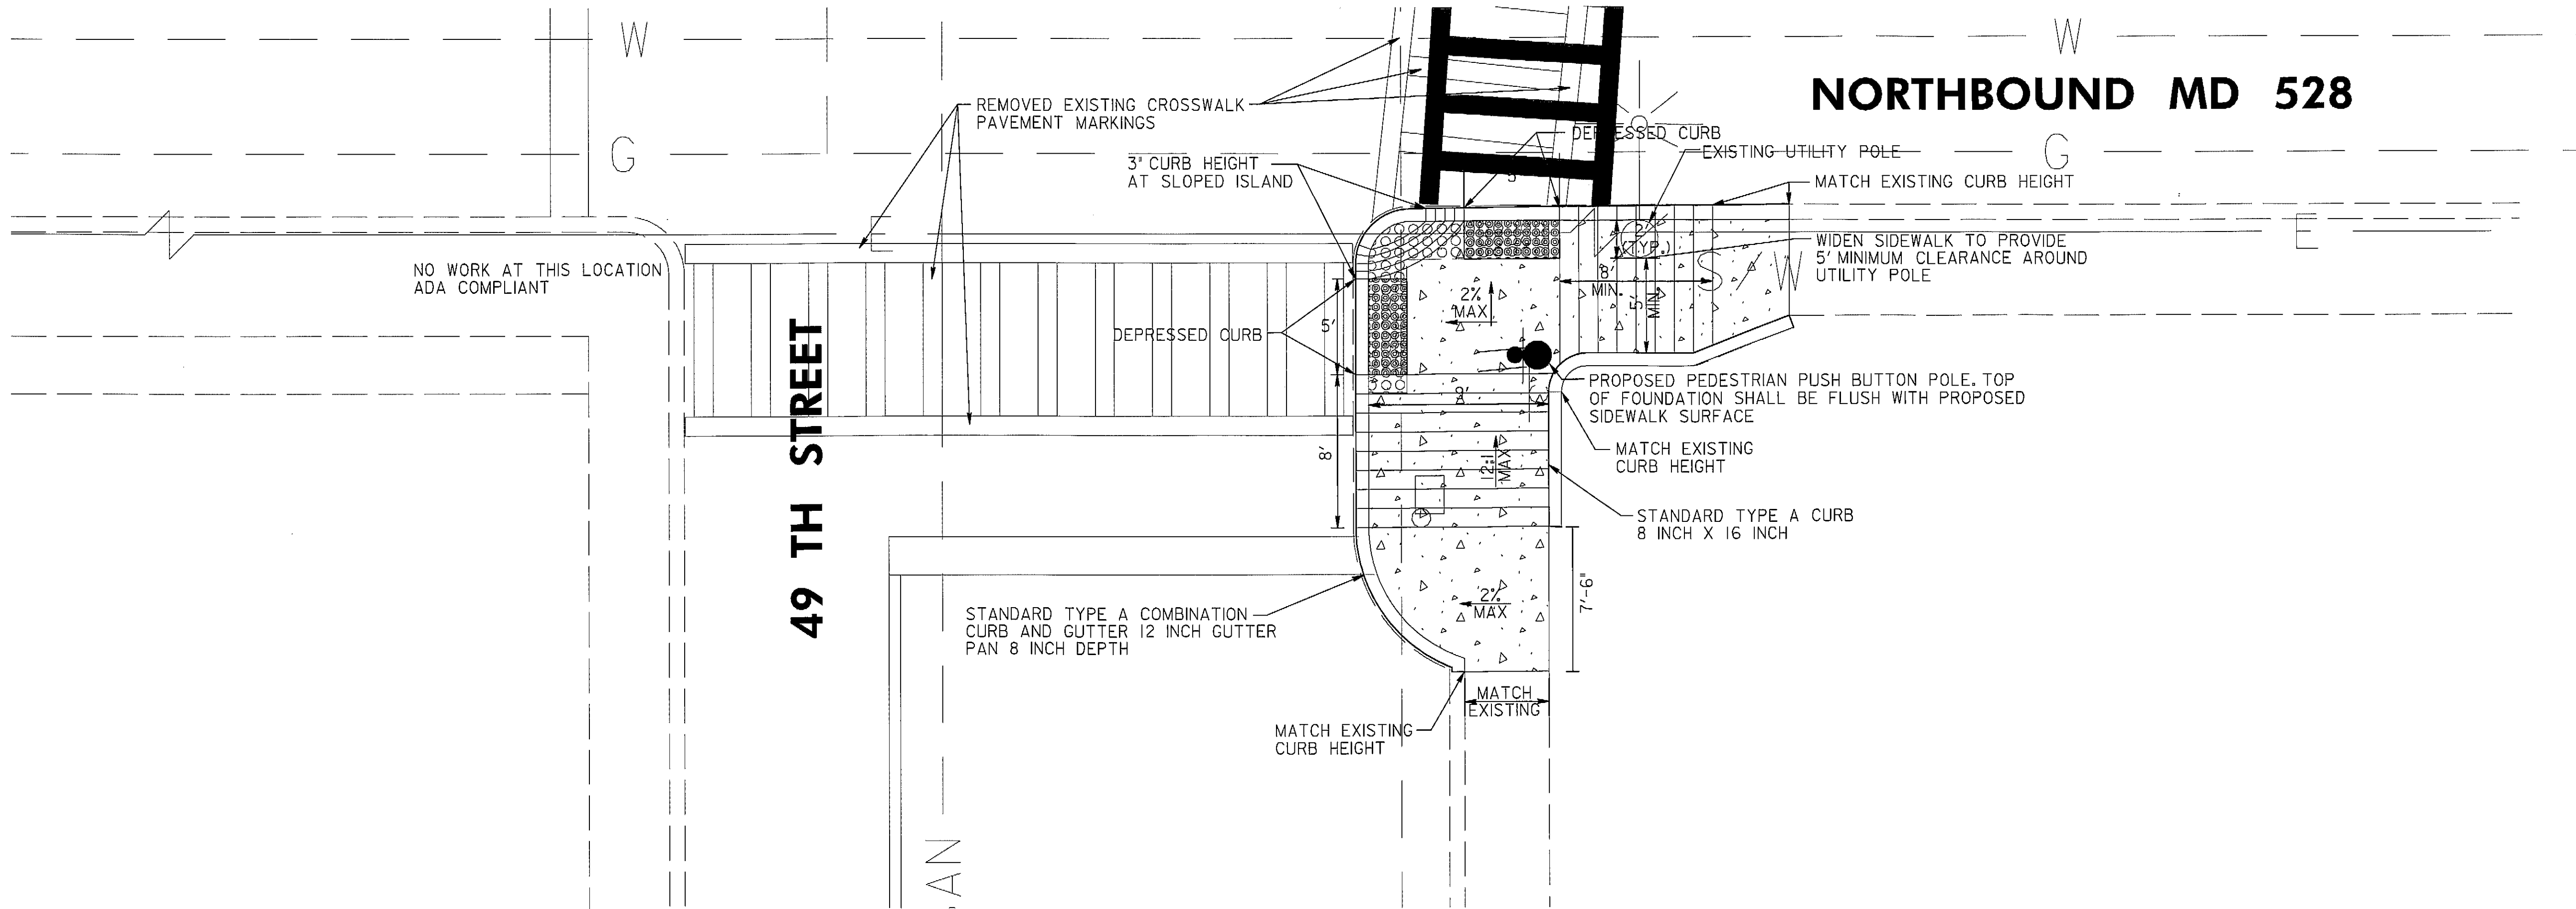 W
W
NORTHBOUND MD 528
REMOVED EXISTING CROSSWALK
PAVEMENT MARKINGS
DEPRESSED CURB
G
EXISTING UTILITY POLE
G
3" CURB HEIGHT
AT SLOPED ISLAND
5'
MATCH EXISTING CURB HEIGHT
E
E
2'
(TYP.)
WIDEN SIDEWALK TO PROVIDE
5' MINIMUM CLEARANCE AROUND
UTILITY POLE
NO WORK AT THIS LOCATION
ADA COMPLIANT
8'
MIN.
S/W
5'
MIN.
2%
MAX
5'
DEPRESSED CURB
49 TH STREET
PROPOSED PEDESTRIAN PUSH BUTTON POLE. TOP
OF FOUNDATION SHALL BE FLUSH WITH PROPOSED
SIDEWALK SURFACE
9'
8'
12:1
MAX
MATCH EXISTING
CURB HEIGHT
STANDARD TYPE A CURB
8 INCH X 16 INCH
STANDARD TYPE A COMBINATION
CURB AND GUTTER 12 INCH GUTTER
PAN 8 INCH DEPTH
2%
MAX
7'-6"
MATCH
EXISTING
MATCH EXISTING
CURB HEIGHT